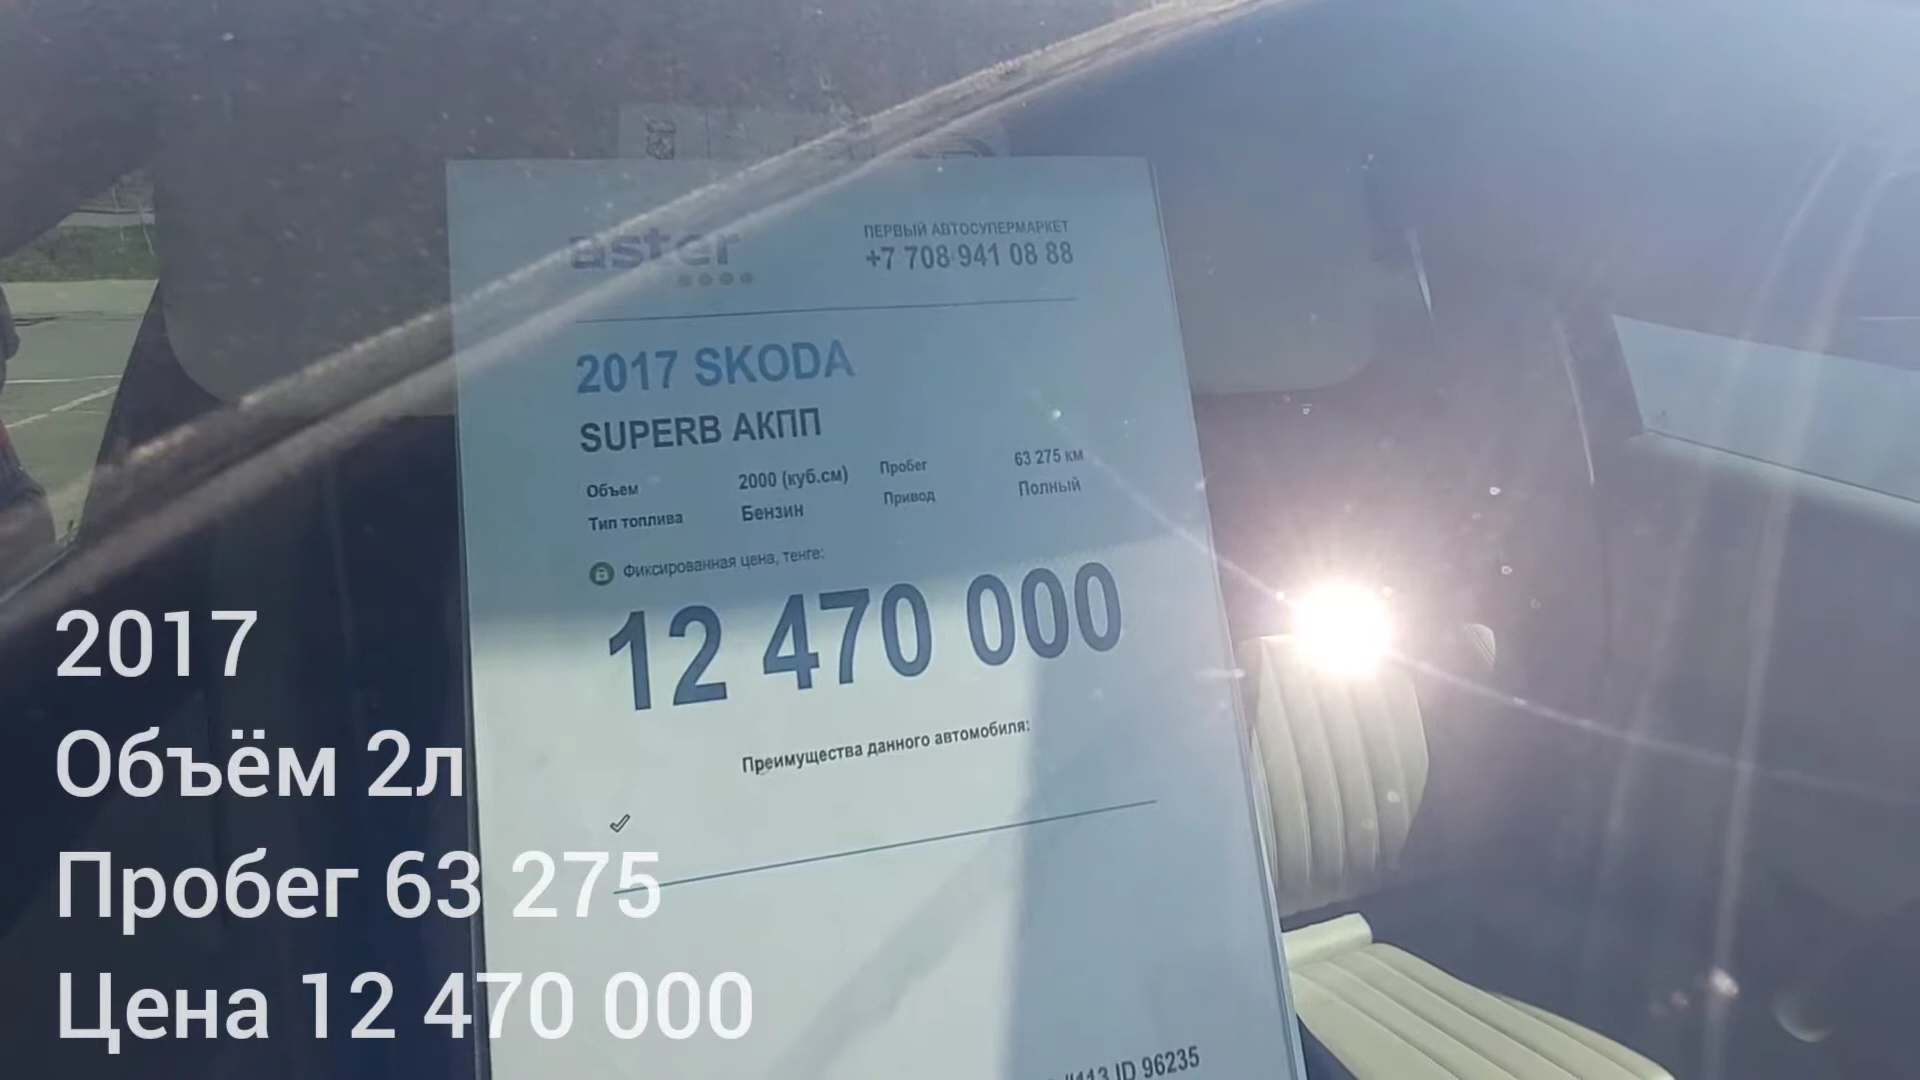 aster
ПЕРВЫЙ АВТОСУПЕРМАРКЕТ
+7 708 941 08 88
2017 SKODA
SUPERB АКПП
Объем 2000 (куб.см) Пробег 63 275 км
Тип топлива Бензин Привод Полный
Фиксированная цена, тенге:
12 470 000
Преимущества данного автомобиля:
ID 96235
2017
Объём 2л
Пробег 63 275
Цена 12 470 000